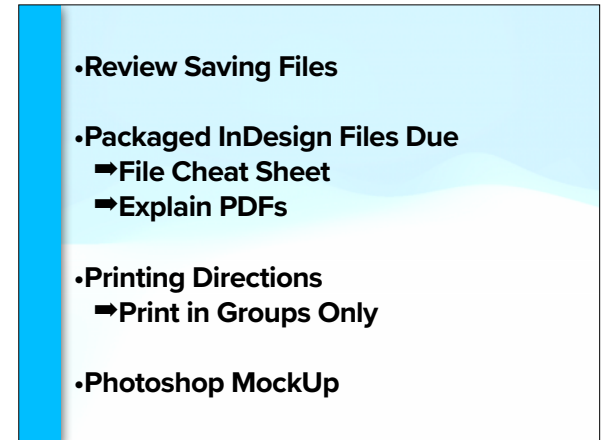 •Review Saving Files
•Packaged InDesign Files Due
➡File Cheat Sheet
➡Explain PDFs
•Printing Directions
➡Print in Groups Only
•Photoshop MockUp